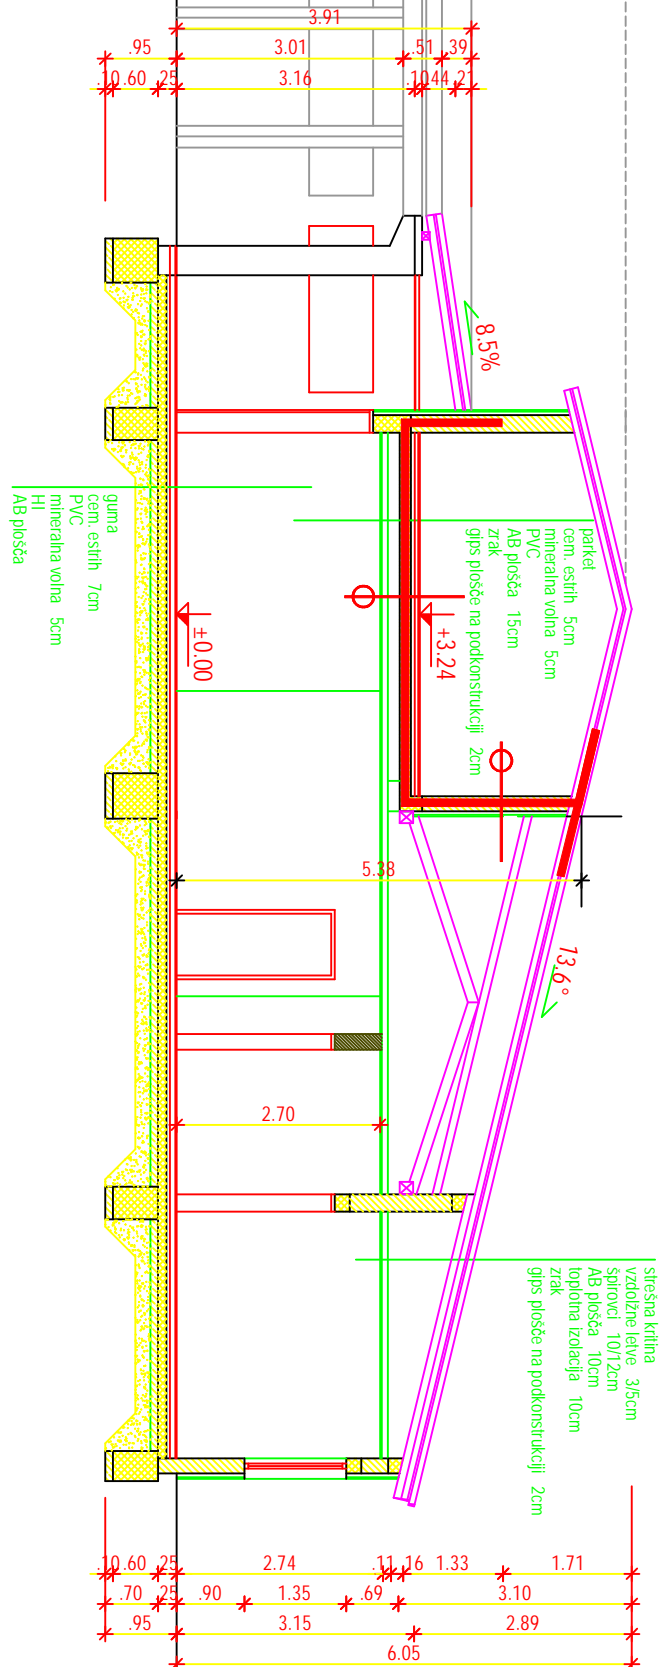 3.91
.95
3.01
.51
.39
.10
.60
.25
3.16
.10
.44
.21
8.5%
parket
cem. estrih 5cm
mineralna volna 5cm
PVC
AB plošča 15cm
zrak
gips plošče na podkonstrukciji 2cm
guma
cem. estrih 7cm
PVC
mineralna volna 5cm
HI
AB plošča
±0.00
+3.24
5.38
13.6°
2.70
strešna kritina
vzdolžne letve 3/5cm
špirovci 10/12cm
AB plošča 10cm
toplotna izolacija 10cm
zrak
gips plošče na podkonstrukciji 2cm
.10
.60
.25
2.74
.11
.16
1.33
1.71
.70
.25
.90
1.35
.69
3.10
.95
3.15
2.89
6.05